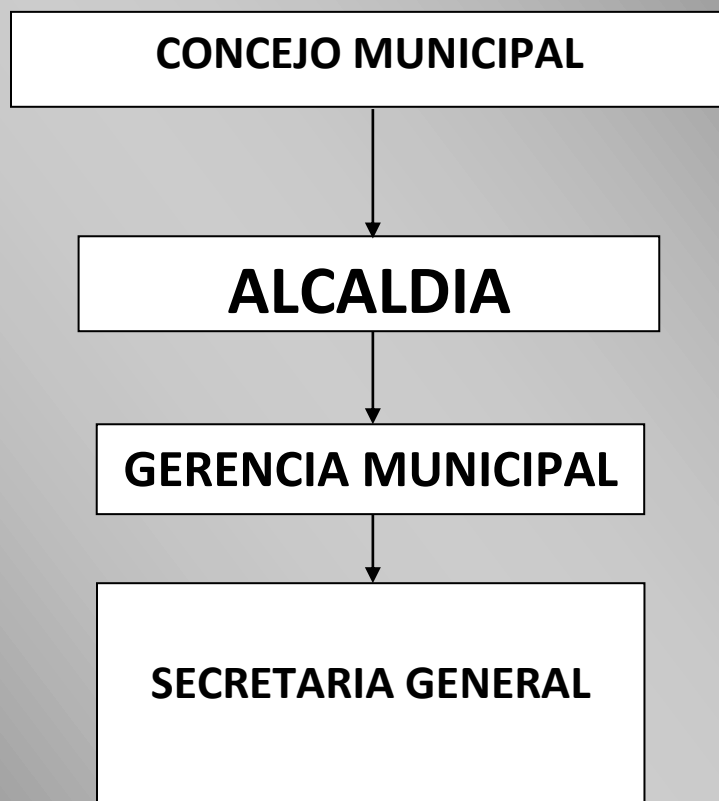 CONCEJO MUNICIPAL
ALCALDIA
GERENCIA MUNICIPAL
SECRETARIA GENERAL